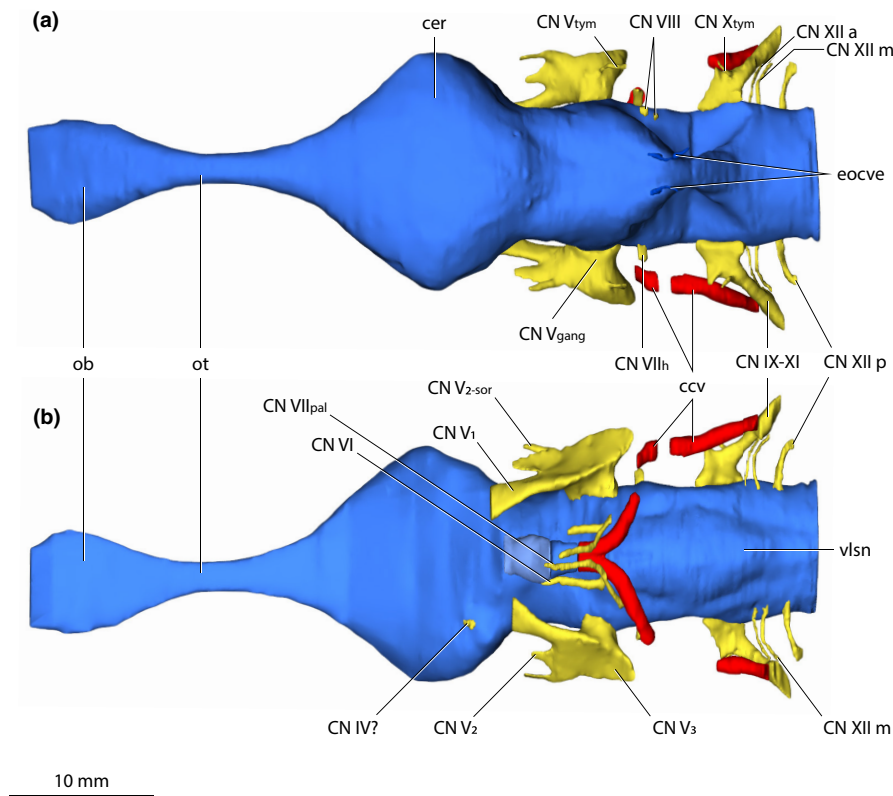 (a)
cer
CN Vtym
CN VIII
CN Xtym
CN XII a
CN XII m
eocve
CN Vgang
ob
ot
CN VIIh
ccv
CN IX-XI
CN XII p
(b)
CN VIIpal
CN V2-sor
CN VI
CN V1
vlsn
CN IV?
CN V2
CN V3
CN XII m
10 mm